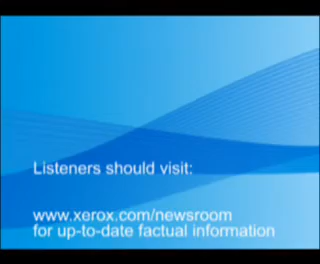 Listeners should visit:
www.xerox.com/newsroom
for up-to-date factual information